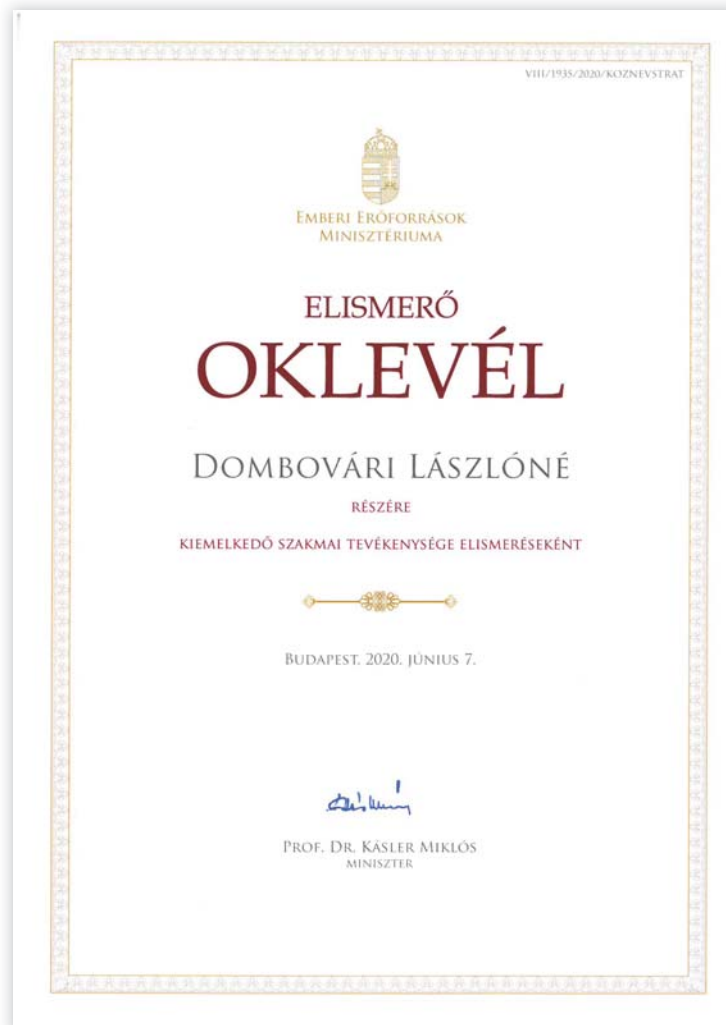 VIII/1935/2020/KOZNEVSTRAT
EMBERI ERŐFORRÁSOK
MINISZTÉRIUMA
ELISMERŐ
OKLEVÉL
DOMBOVÁRI LÁSZLÓNÉ
RÉSZÉRE
KIEMELKEDŐ SZAKMAI TEVÉKENYSÉGE ELISMERÉSEKÉNT
BUDAPEST, 2020. JÚNIUS 7.
PROF. DR. KÁSLER MIKLÓS
MINISZTER